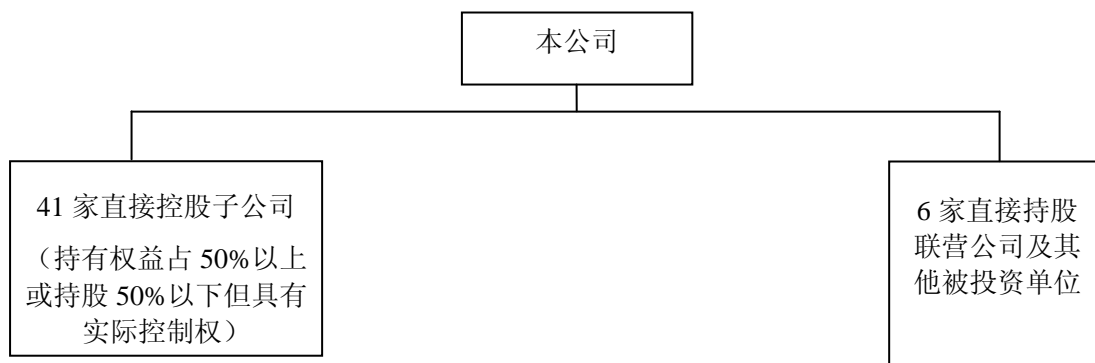 本公司
41 家直接控股子公司
（持有权益占 50%以上
或持股 50%以下但具有
实际控制权）
6 家直接持股
联营公司及其
他被投资单位